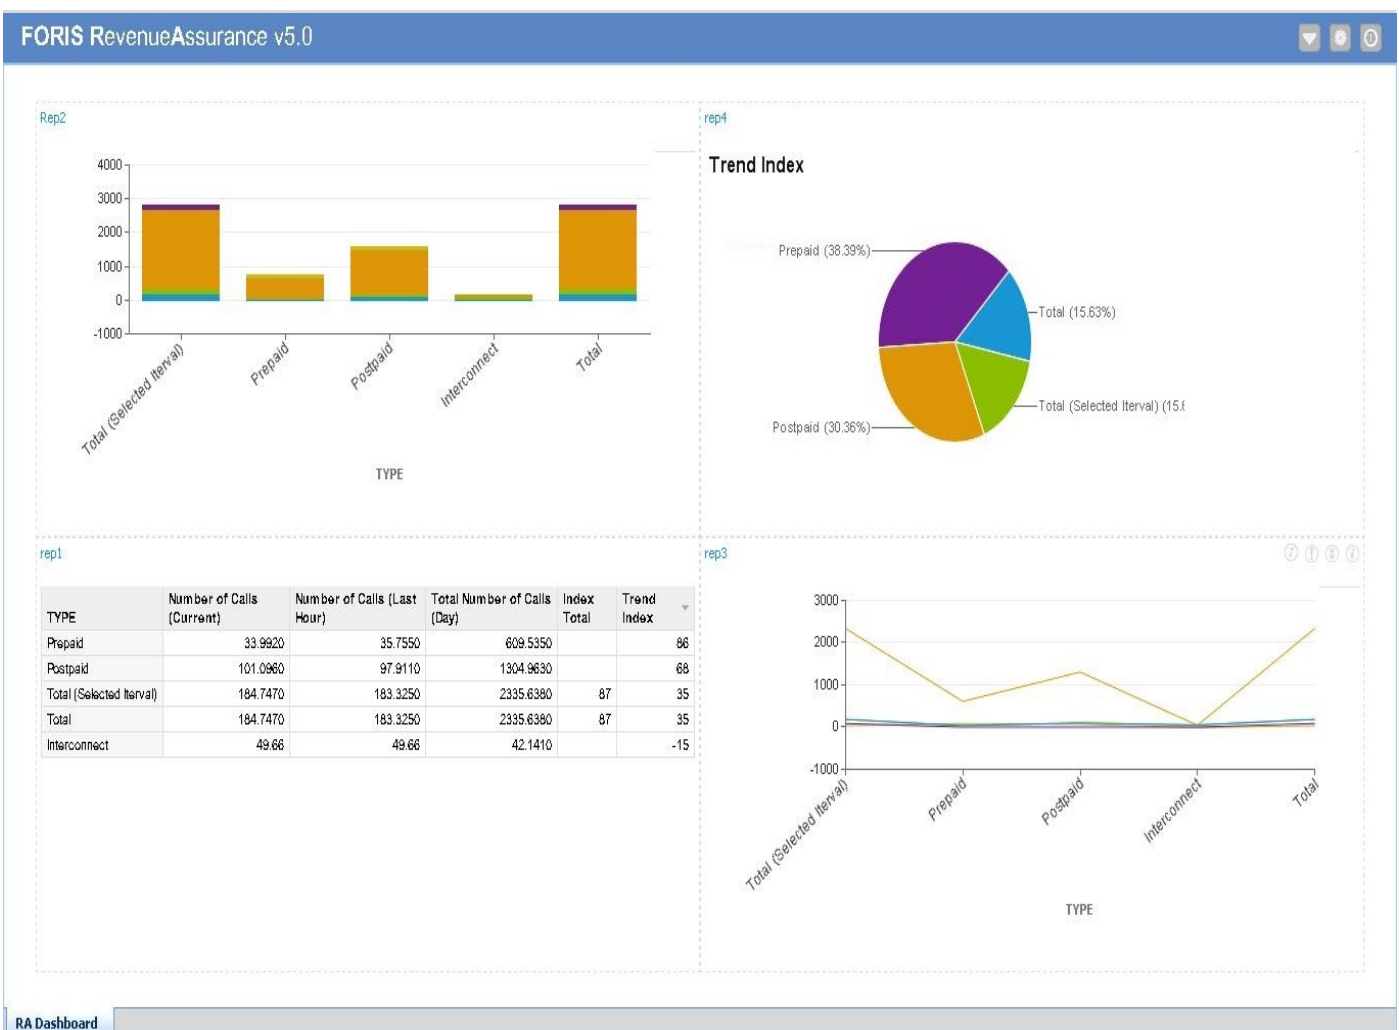 FORIS RevenueAssurance v5.0
Rep2
4000
3000
2000
1000
0
-1000
Total (Selected Iterval)
Prepaid
Postpaid
Interconnect
Total
TYPE
rep4
Trend Index
Prepaid (38.39%)
Total (15.63%)
Total (Selected Iterval) (15.6
Postpaid (30.36%)
rep1
TYPE Number of Calls (Current) Number of Calls (Last Hour) Total Number of Calls (Day) Index Total Trend Index
Prepaid 33.9920 35.7550 609.5350 86
Postpaid 101.0960 97.9110 1304.9630 68
Total (Selected Iterval) 184.7470 183.3250 2335.6380 87 35
Total 184.7470 183.3250 2335.6380 87 35
Interconnect 49.66 49.66 42.1410 -15
rep3
3000
2000
1000
0
-1000
Total (Selected Iterval)
Prepaid
Postpaid
Interconnect
Total
TYPE
RA Dashboard